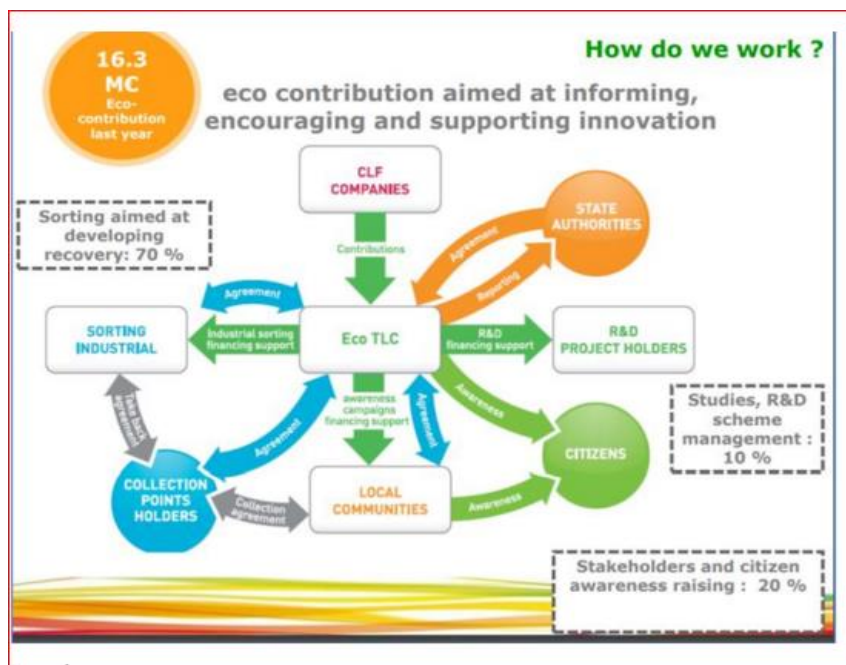 How do we work ?
16.3
MC
Eco-
contribution
last year
eco contribution aimed at informing,
encouraging and supporting innovation
CLF
COMPANIES
STATE
AUTHORITIES
Sorting aimed at
developing
recovery: 70 %
Contributions
Agreement
Reporting
Agreement
SORTING
INDUSTRIAL
Industrial sorting
financing support
Eco TLC
R&D
financing support
R&D
PROJECT HOLDERS
Take back
agreement
Agreement
awareness
campaigns
financing support
Agreement
Awareness
Studies, R&D
scheme
management :
10 %
CITIZENS
COLLECTION
POINTS
HOLDERS
Collection
agreement
LOCAL
COMMUNITIES
Awareness
Stakeholders and citizen
awareness raising : 20 %